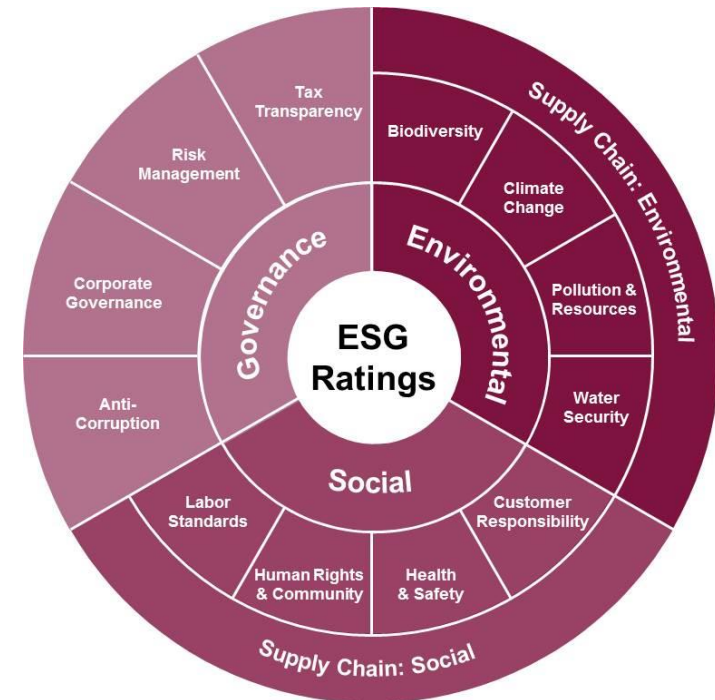 ESG
Ratings
Environmental
Biodiversity
Climate
Change
Pollution &
Resources
Water
Security
Supply Chain: Environmental
Social
Customer
Responsibility
Health
& Safety
Human Rights
& Community
Labor
Standards
Supply Chain: Social
Governance
Anti-
Corruption
Corporate
Governance
Risk
Management
Tax
Transparency